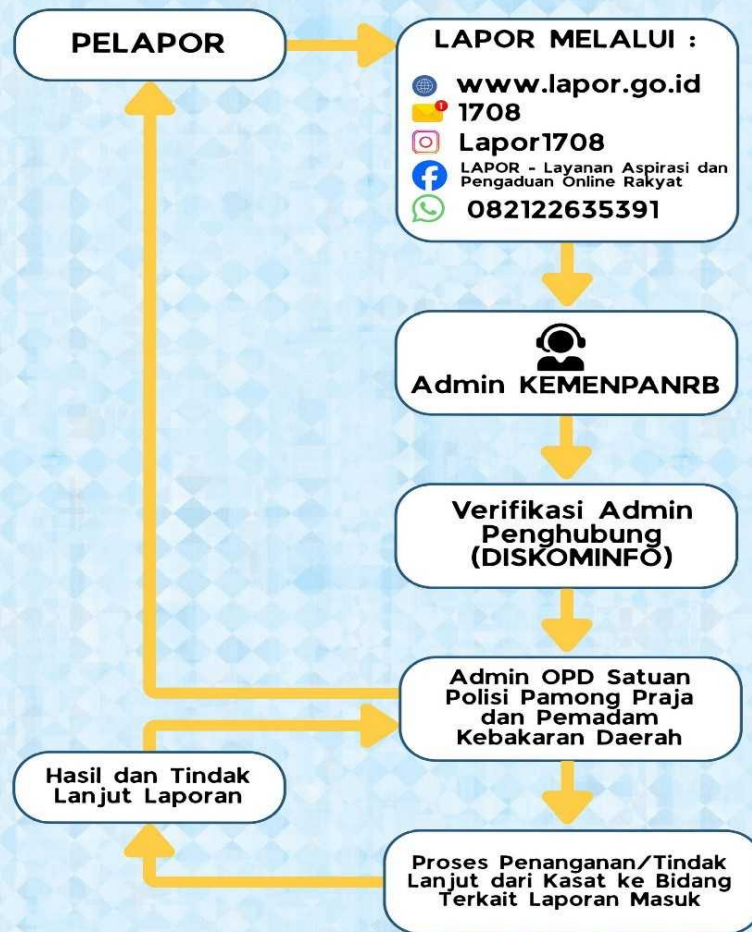 PELAPOR
LAPOR MELALUI :
www.lapor.go.id
1
1708
Lapor1708
LAPOR - Layanan Aspirasi dan
Pengaduan Online Rakyat
082122635391
Admin KEMENPANRB
Verifikasi Admin
Penghubung
(DISKOMINFO)
Admin OPD Satuan
Polisi Pamong Praja
dan Pemadam
Kebakaran Daerah
Hasil dan Tindak
Lanjut Laporan
Proses Penanganan/Tindak
Lanjut dari Kasat ke Bidang
Terkait Laporan Masuk